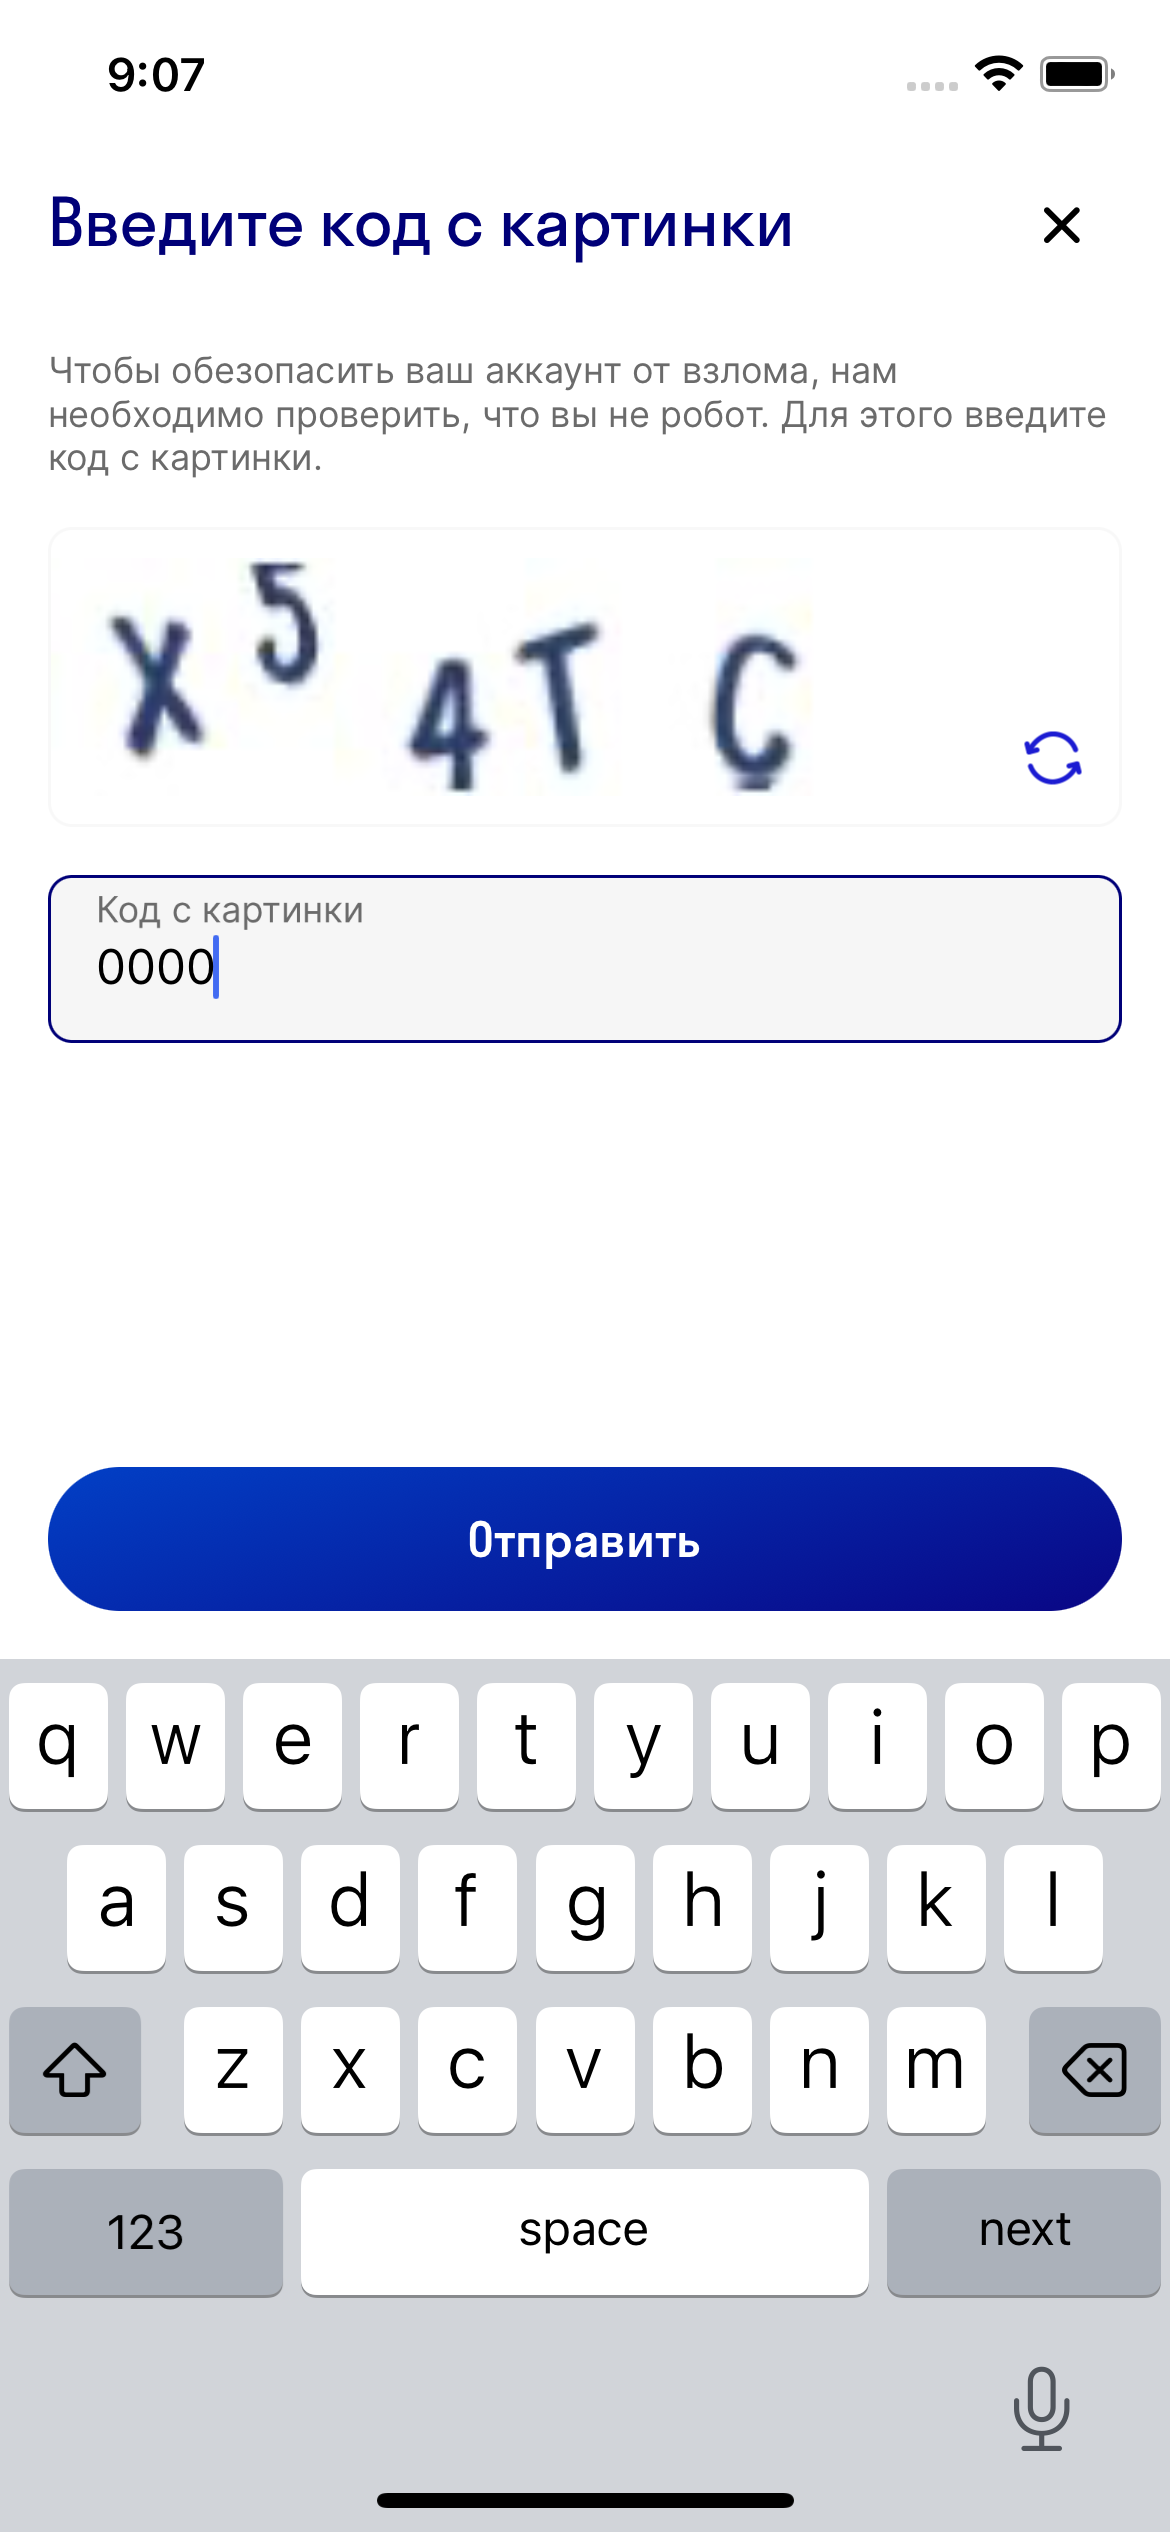 9:07
Введите код с картинки
Чтобы обезопасить ваш аккаунт от взлома, нам
необходимо проверить, что вы не робот. Для этого введите
код с картинки.
X 5 4 T C
Код с картинки
0000
Отправить
q w e r t y u i o p
a s d f g h j k l
z x c v b n m
123 space next